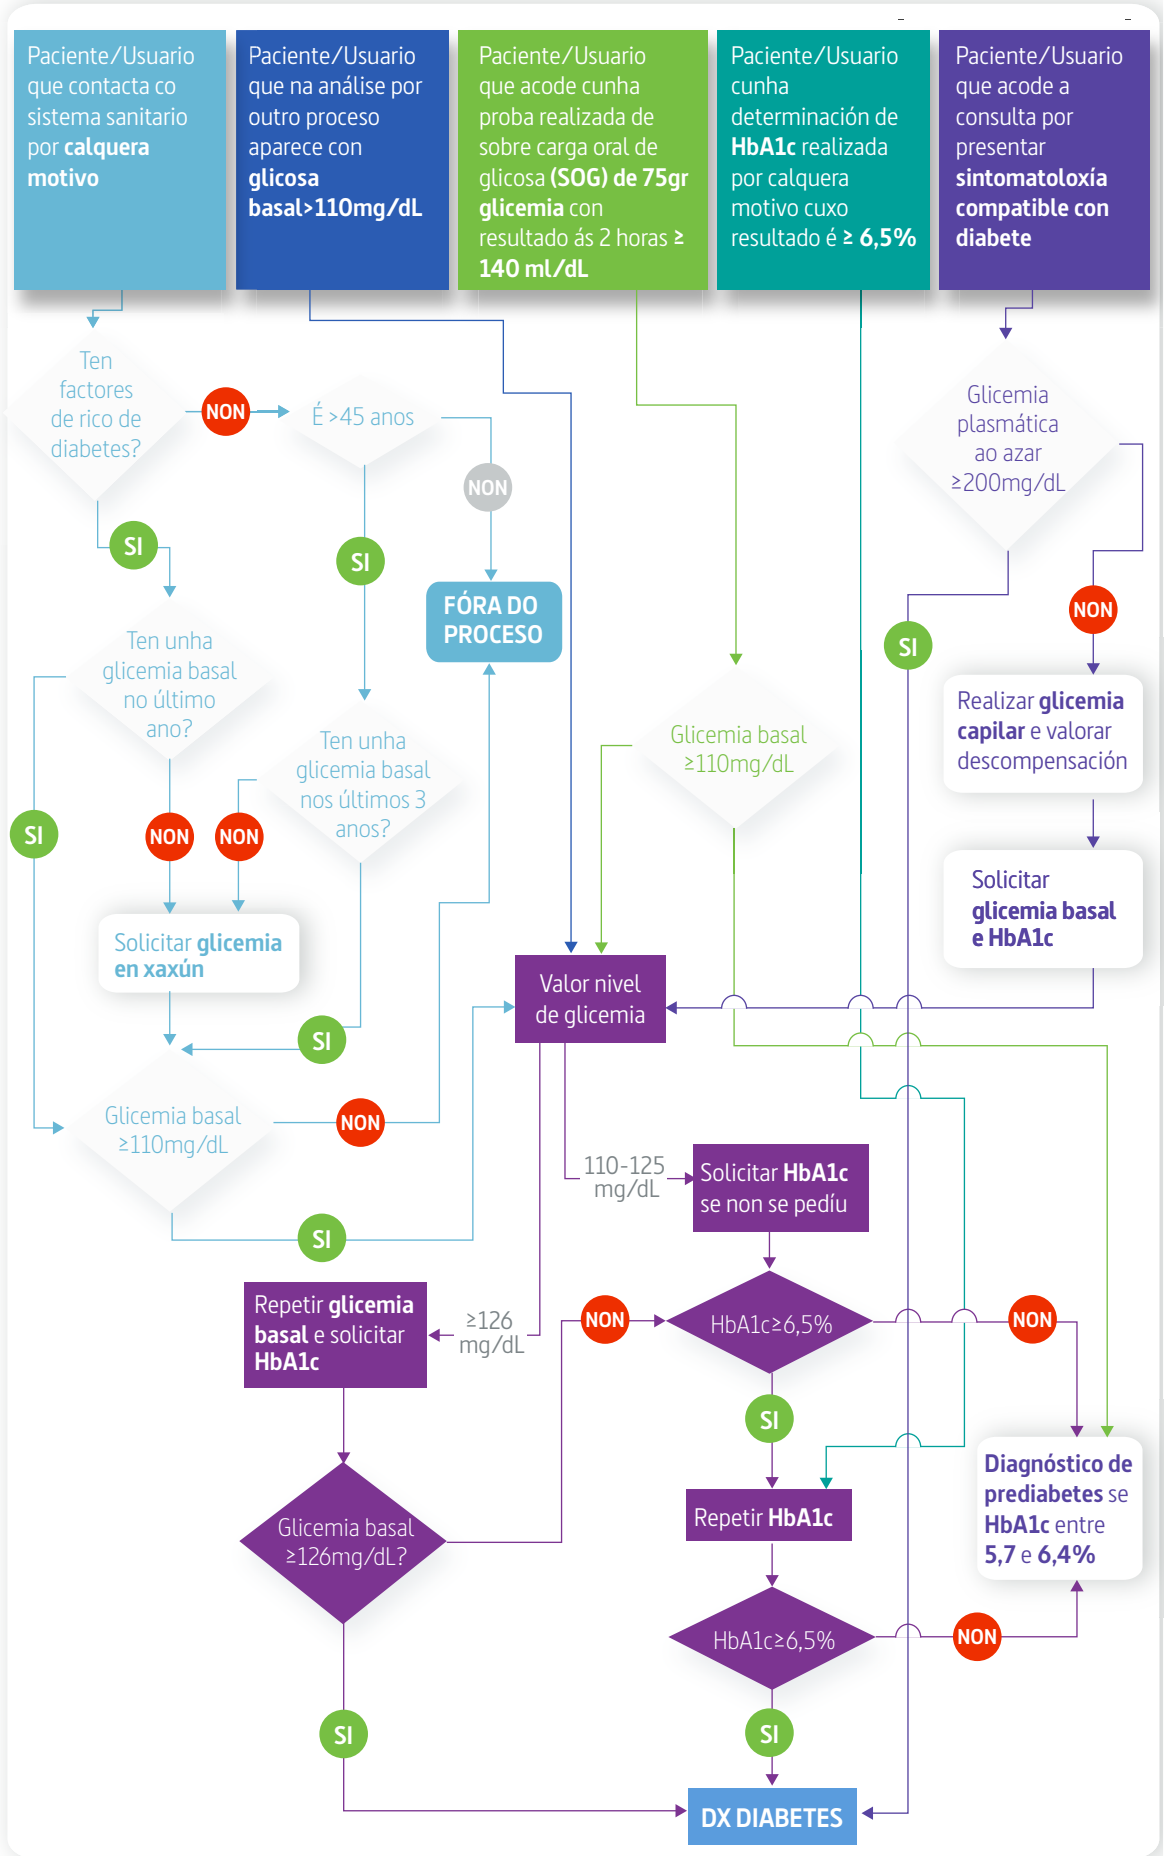 Paciente/Usuario
que contacta co
sistema sanitario
por calquera
motivo
Paciente/Usuario
que na análise por
outro proceso
aparece con
glicosa
basal>110mg/dL
Paciente/Usuario
que acode cunha
proba realizada de
sobre carga oral de
glicosa (SOG) de 75gr
glicemia con
resultado ás 2 horas ≥
140 ml/dL
Paciente/Usuario
cunha
determinación de
HbA1c realizada
por calquera
motivo cuxo
resultado é ≥ 6,5%
Paciente/Usuario
que acode a
consulta por
presentar
sintomatoloxía
compatible con
diabete
Ten
factores
de rico de
diabetes?
NON
É >45 anos
NON
Glicemia
plasmática
ao azar
≥200mg/dL
SI
SI
FÓRA DO
PROCESO
NON
SI
Ten unha
glicemia basal
no último
ano?
Realizar glicemia
capilar e valorar
descompensación
Ten unha
glicemia basal
nos últimos 3
anos?
Glicemia basal
≥110mg/dL
SI
NON
NON
Solicitar
glicemia basal
e HbA1c
Solicitar glicemia
en xaxún
Valor nivel
de glicemia
SI
Glicemia basal
≥110mg/dL
NON
110-125
mg/dL
Solicitar HbA1c
se non se pedíu
SI
Repetir glicemia
basal e solicitar
HbA1c
≥126
mg/dL
NON
HbA1c≥6,5%
NON
SI
Diagnóstico de
prediabetes se
HbA1c entre
5,7 e 6,4%
Repetir HbA1c
Glicemia basal
≥126mg/dL?
HbA1c≥6,5%
NON
SI
SI
DX DIABETES